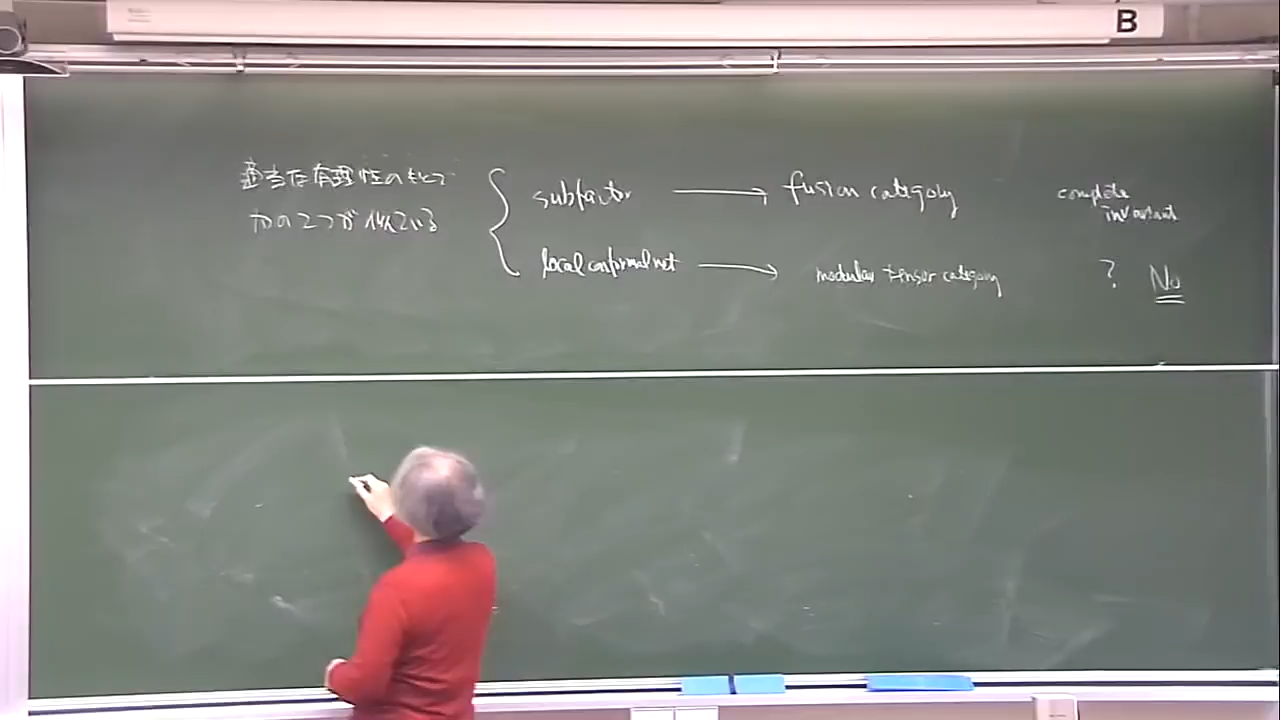 B
適当な有理性のもとで
次の2つが似ている
subfactor → fusion category complete invariant
local conformal net → modular tensor category ? No